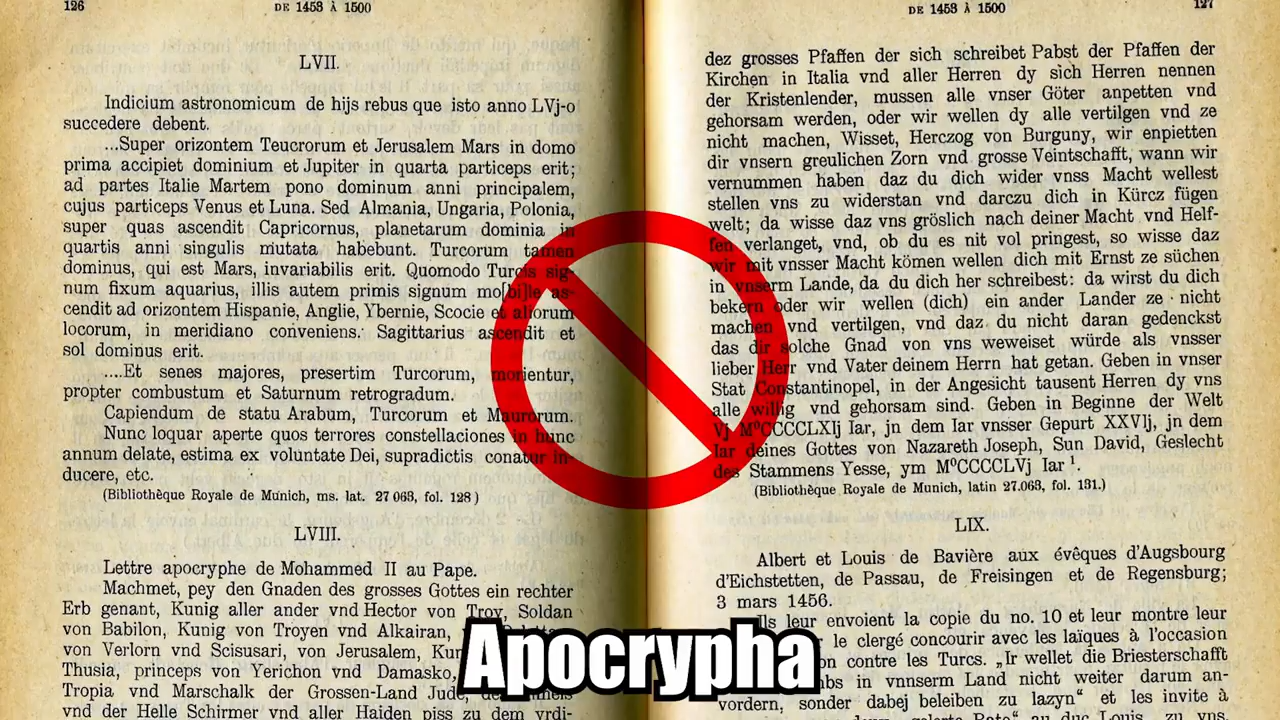 126
DE 1453 À 1500
LVII.
Indicium astronomicum de hijs rebus que isto anno LVj-o
succedere debent.
...Super orizontem Teucrorum et Jerusalem Mars in domo
prima accipiet dominium et Jupiter in quarta particeps erit;
ad partes Italie Martem pono dominum anni principalem,
cujus particeps Venus et Luna. Sed Almania, Ungaria, Polonia,
super quas ascendit Capricornus, planetarum dominia in
quartis anni singulis mutata habebunt. Turcorum tamen
dominus, qui est Mars, invariabilis erit. Quomodo Turcis sig-
num fixum aquarius, illis autem primis signum mo[bi]le as-
cendit ad orizontem Hispanie, Anglie, Ybernie, Scocie et aliorum
locorum, in meridiano conveniens. Sagittarius ascendit et
sol dominus erit.
....Et senes majores, presertim Turcorum, morientur,
propter combustum et Saturnum retrogradum.
Capiendum de statu Arabum, Turcorum et Maurorum.
Nunc loquar aperte quos terrores constellaciones in hunc
annum delate, estima ex voluntate Dei, supradictis conatur in-
ducere, etc.
(Bibliothèque Royale de Munich, ms. lat. 27 063, fol. 128)
LVIII.
Lettre apocryphe de Mohammed II au Pape.
Machmet, pey den Gnaden des grosses Gottes ein rechter
Erb genant, Kunig aller ander vnd Hector von Troy, Soldan
von Babilon, Kunig von Troyen vnd Alkairan,
von Verlorn vnd Scisusari, von Jerusalem,
Thusia, princeps von Yerichon vnd Damasko,
Tropia vnd Marschalk der Grossen-Land
vnd der Helle Schirmer vnd aller Haiden piss zu dem yrdi-
DE 1453 À 1500
127
dez grosses Pfaffen der sich schreibet Pabst der Pfaffen der
Kirchen in Italia vnd aller Herren dy sich Herren nennen
der Kristenlender, mussen alle vnser Göter anpetten vnd
gehorsam werden, oder wir wellen dy alle vertilgen vnd ze
nicht machen, Wisset, Herczog von Burguny, wir enpietten
dir vnsern greulichen Zorn vnd grosse Veintschafft, wann wir
vernummen haben daz du dich wider vnss Macht wellest
stellen vns zu widerstan vnd darczu dich in Kürcz fügen
welt; da wisse daz vns gröslich nach deiner Macht vnd Helf-
fen verlanget, vnd, ob du es nit vol pringest, so wisse daz
wir mit vnsser Macht kömen wellen dich mit Ernst ze süchen
in vnserm Lande, da du dich her schreibest: da wirst du dich
bekern oder wir wellen (dich) ein ander Lander ze nicht
machen vnd vertilgen, vnd daz du nicht daran gedenckst
das dir solche Gnad von vns weweiset würde als vnsser
lieber Herr vnd Vater deinem Herrn hat getan. Geben in vnser
Stat Constantinopel, in der Angesicht tausent Herren dy vns
alle willig vnd gehorsam sind. Geben in Beginne der Welt
Vj MºCCCCLXIj Iar, jn dem Iar vnsser Gepurt XXVIj, jn dem
Iar deines Gottes von Nazareth Joseph, Sun David, Geslecht
des Stammens Yesse, ym MºCCCCLVj Iar ¹.
(Bibliothèque Royale de Munich, latin 27.063, fol. 131.)
LIX.
Albert et Louis de Bavière aux évêques d'Augsbourg
d'Eichstetten, de Passau, de Freisingen et de Regensburg;
3 mars 1456.
Ils leur envoient la copie du no. 10 et leur montre leur
le clergé concourir avec les laïques à l'occasion
contre les Turcs. „Ir wellet die Briesterschafft
in vnnserm Land nicht weiter darum an-
vordern, sonder dabej beleiben zu lazyn“ et les invite à
Apocrypha